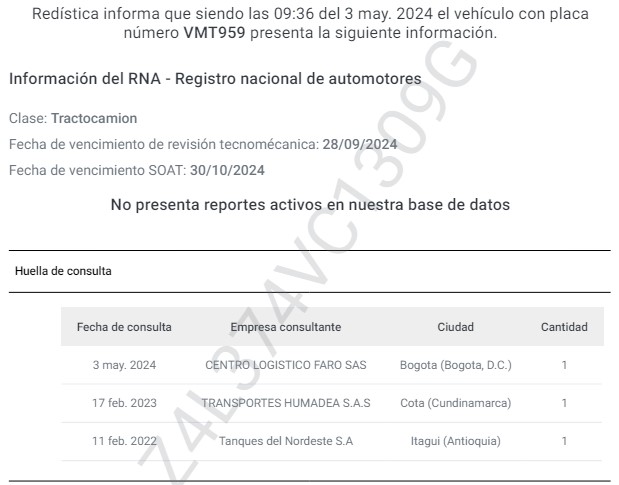 Redística informa que siendo las 09:36 del 3 may. 2024 el vehículo con placa
número VMT959 presenta la siguiente información.
Información del RNA - Registro nacional de automotores
Clase: Tractocamion
Fecha de vencimiento de revisión tecnomécanica: 28/09/2024
Fecha de vencimiento SOAT: 30/10/2024
No presenta reportes activos en nuestra base de datos
Huella de consulta
Fecha de consulta Empresa consultante Ciudad Cantidad
3 may. 2024 CENTRO LOGISTICO FARO SAS Bogota (Bogota, D.C.) 1
17 feb. 2023 TRANSPORTES HUMADEA S.A.S Cota (Cundinamarca) 1
11 feb. 2022 Tanques del Nordeste S.A Itagui (Antioquia) 1
Z4L374VC1309G